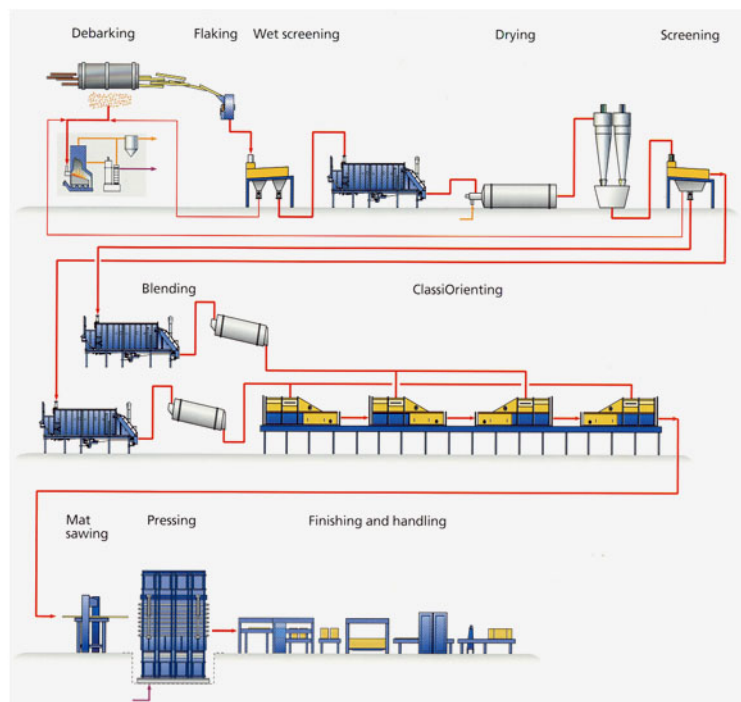 Debarking
Flaking
Wet screening
Drying
Screening
Blending
ClassiOrienting
Mat
sawing
Pressing
Finishing and handling